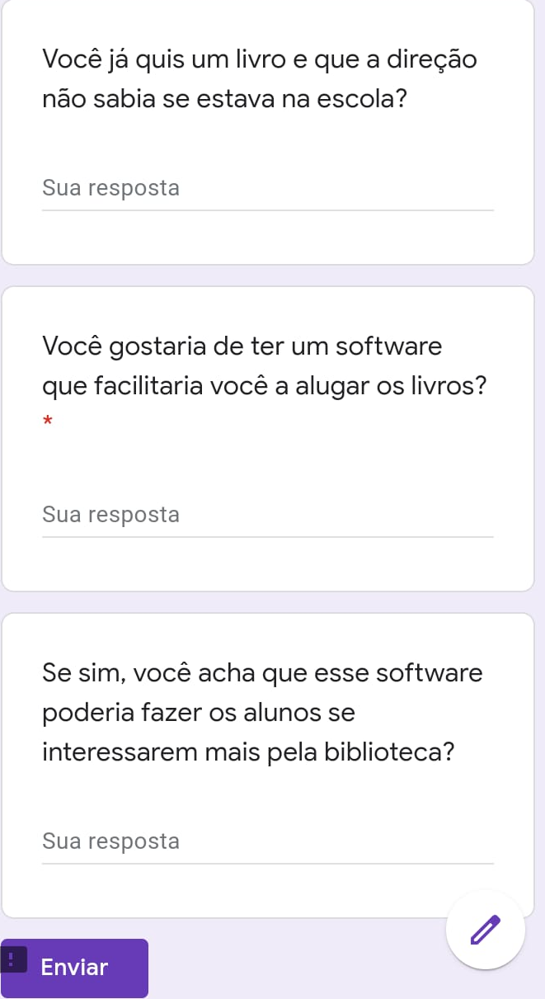 Você já quis um livro e que a direção
não sabia se estava na escola?
Sua resposta
Você gostaria de ter um software
que facilitaria você a alugar os livros?
*
Sua resposta
Se sim, você acha que esse software
poderia fazer os alunos se
interessarem mais pela biblioteca?
Sua resposta
!
Enviar